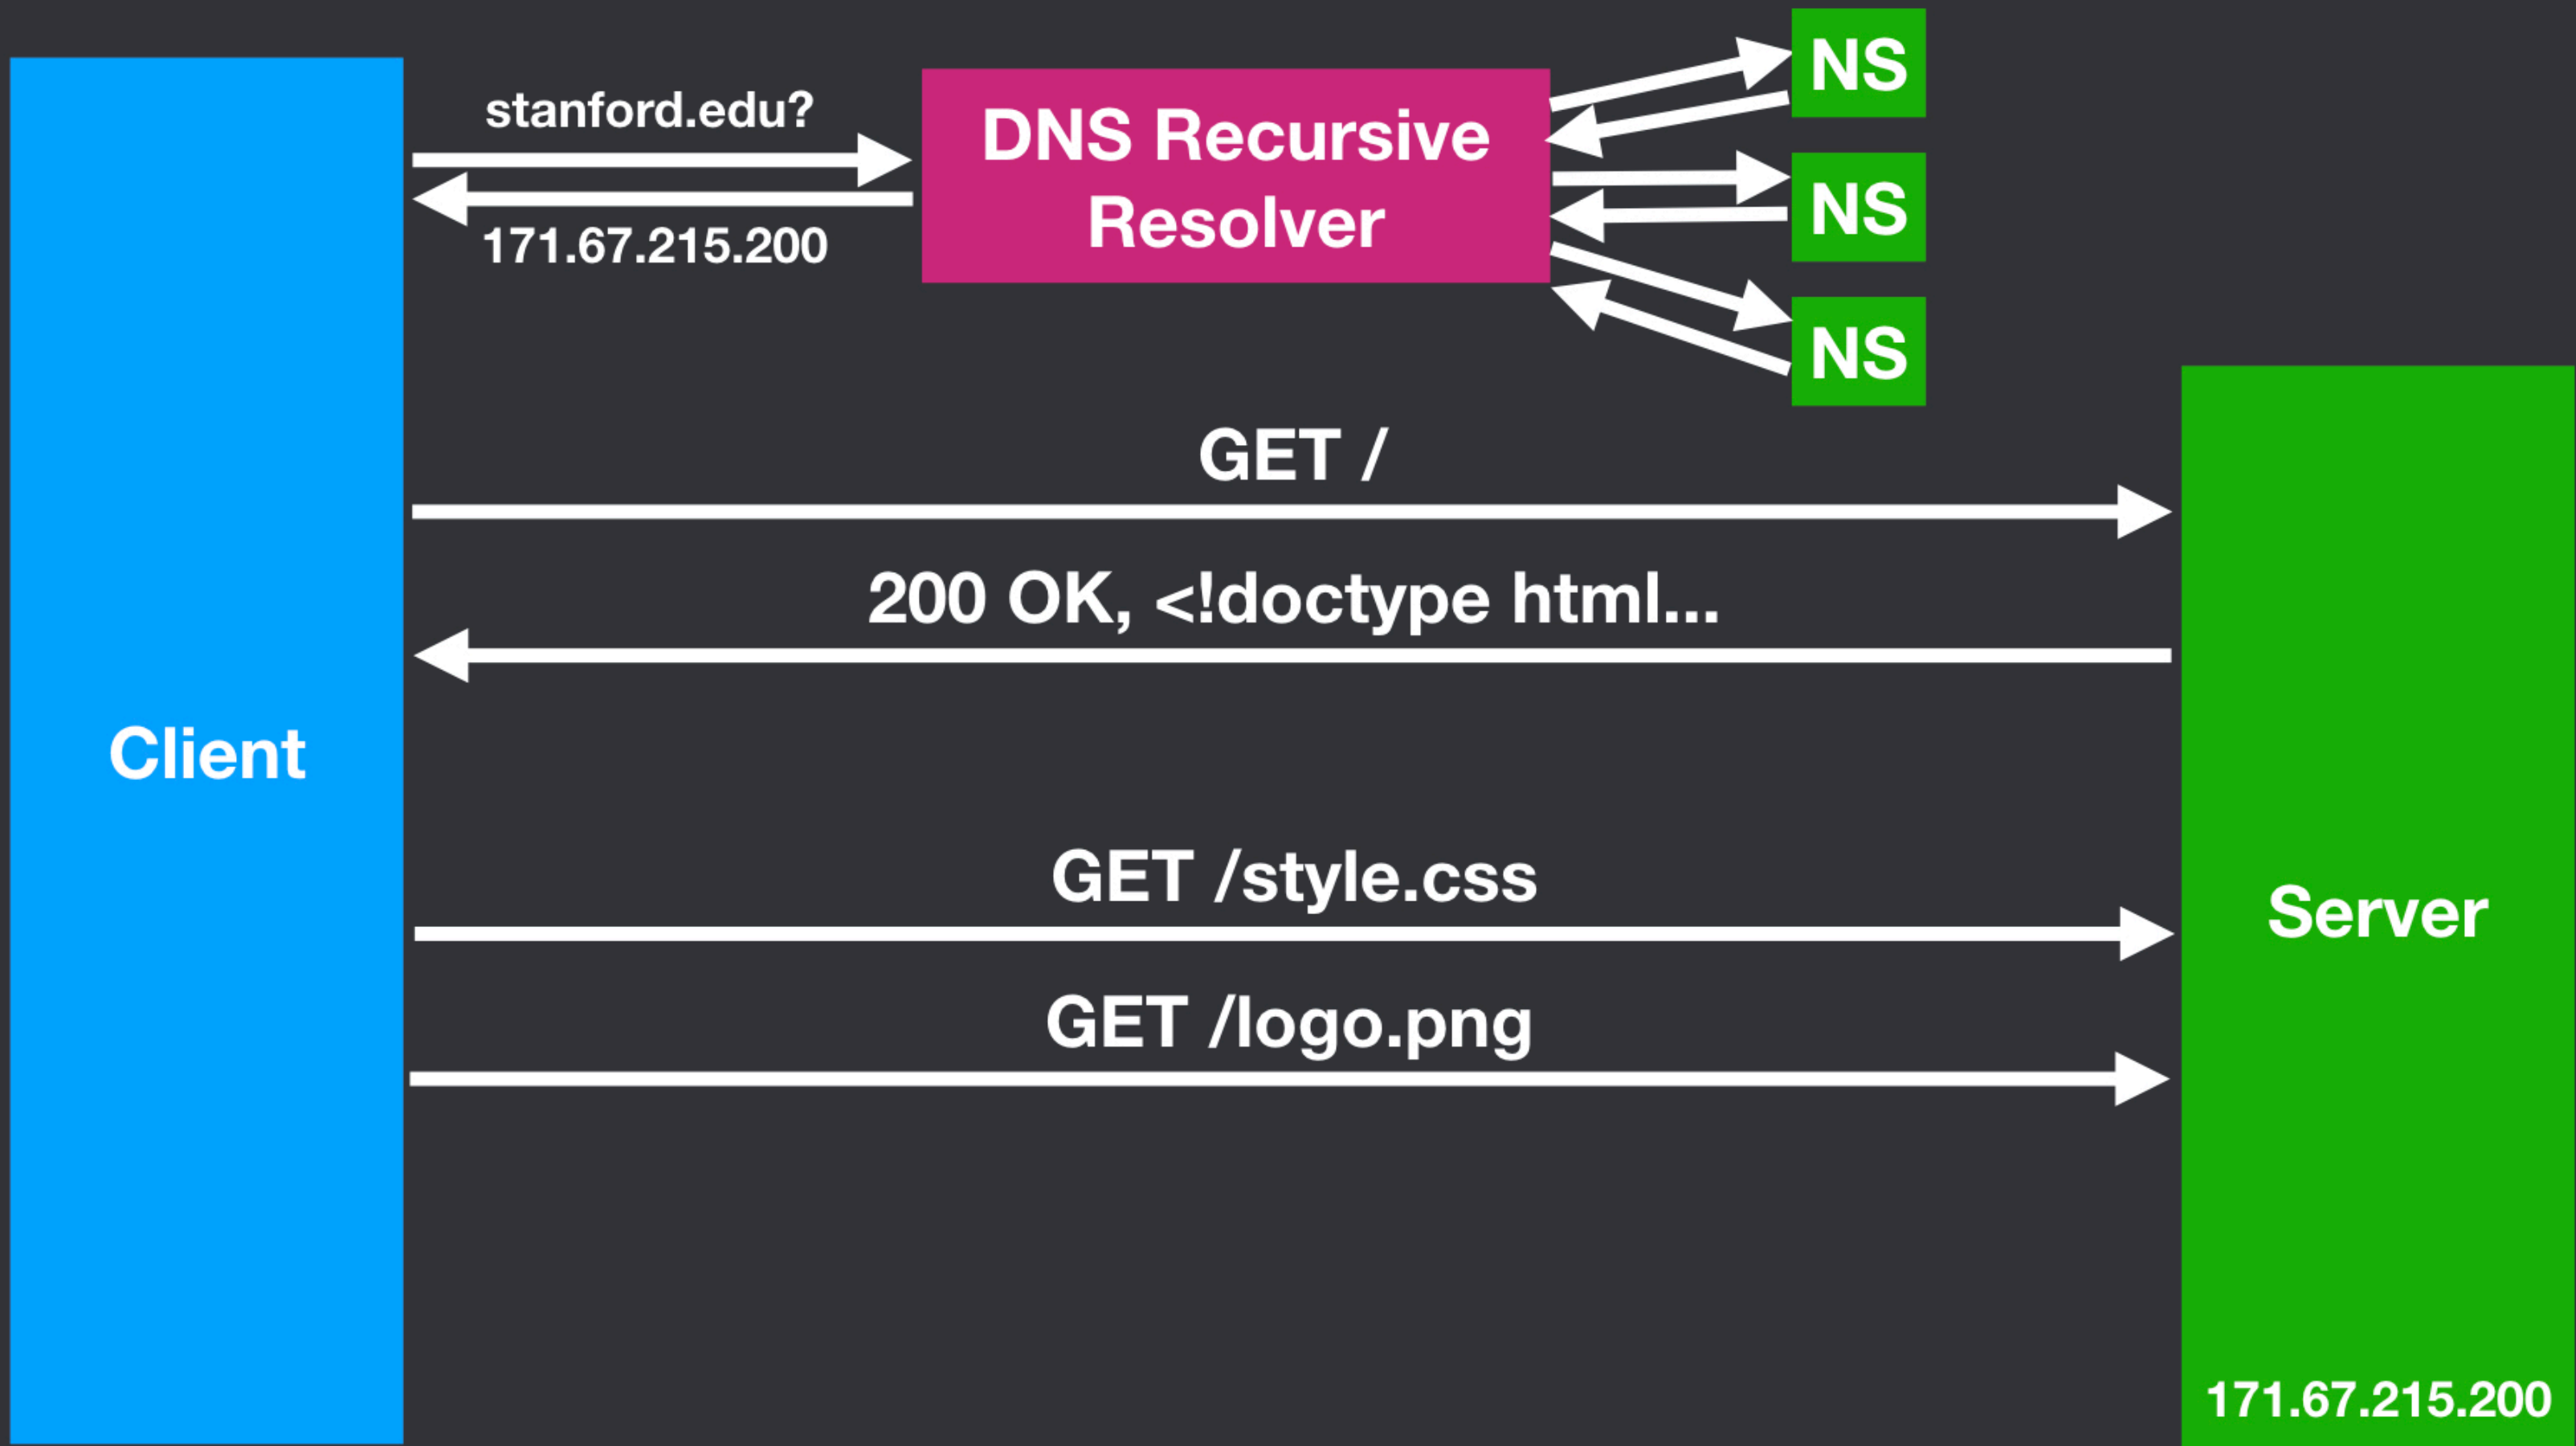 stanford.edu?
171.67.215.200
DNS Recursive
Resolver
NS
NS
NS
GET /
200 OK, <!doctype html...
Client
GET /style.css
Server
GET /logo.png
171.67.215.200